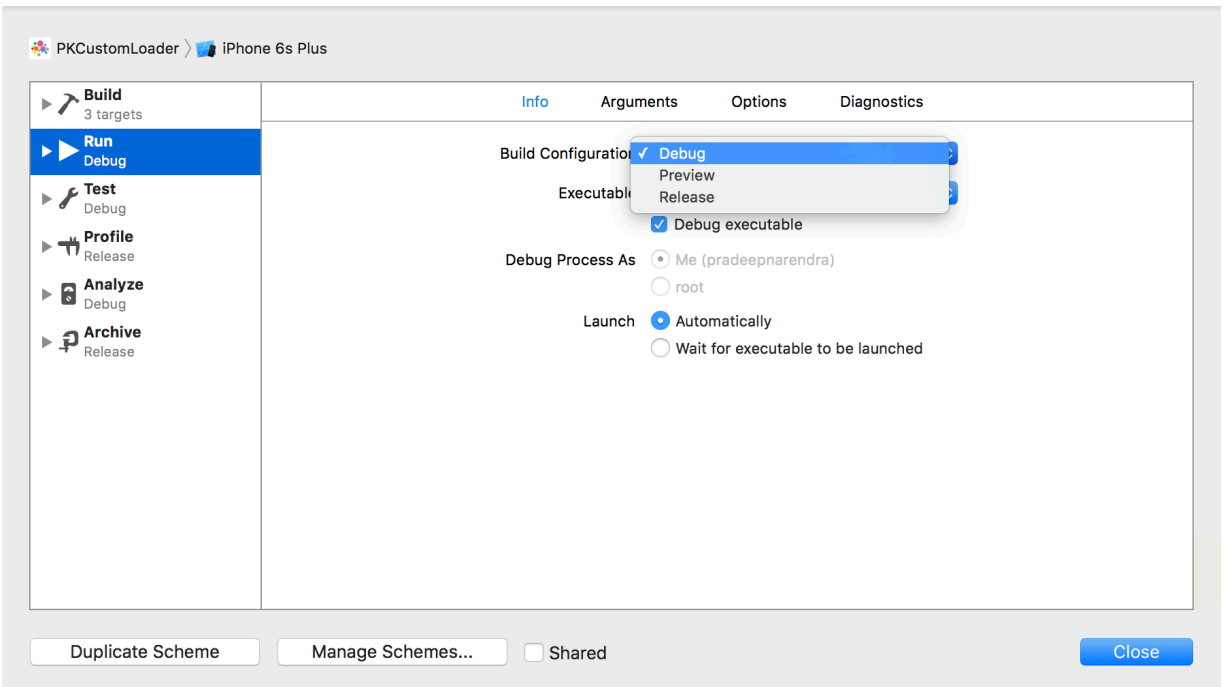 PKCustomLoader iPhone 6s Plus
Build
3 targets
Run
Debug
Test
Debug
Profile
Release
Analyze
Debug
Archive
Release
Info Arguments Options Diagnostics
Build Configuration
Debug
Preview
Release
Executable
Debug executable
Debug Process As Me (pradeepnarendra)
root
Launch Automatically
Wait for executable to be launched
Duplicate Scheme Manage Schemes... Shared Close